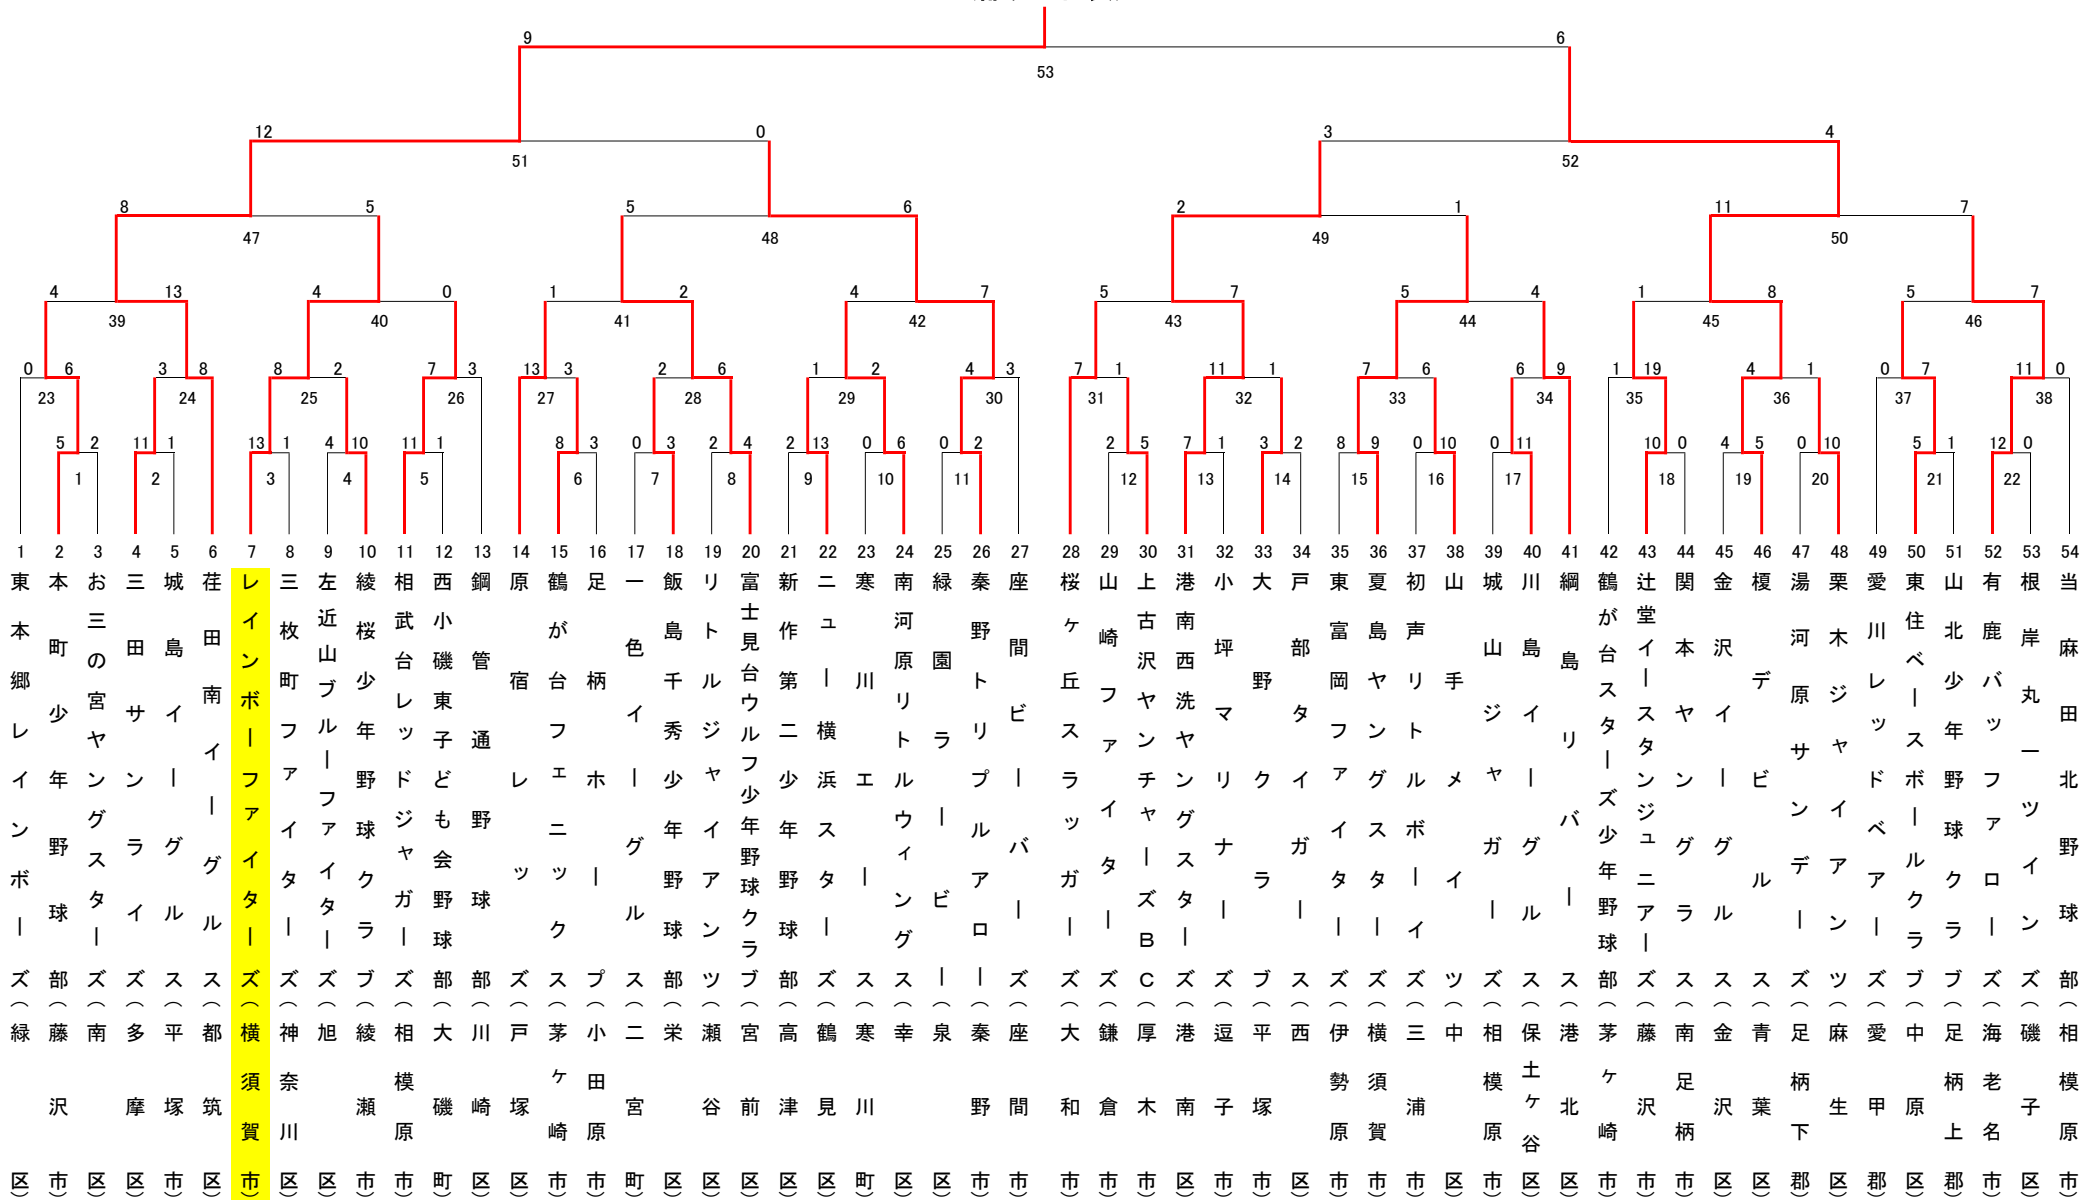 9 6
53
12 0 3 4
51 52
8 5 5 6 2 1 11 7
47 48 49 50
4 13 4 0 1 2 4 7 5 7 5 4 1 8 5 7
39 40 41 42 43 44 45 46
0 6 3 8 8 2 7 3 13 3 2 6 1 2 4 3 7 1 11 1 7 6 6 9 1 19 4 1 0 7 11 0
23 24 25 26 27 28 29 30 31 32 33 34 35 36 37 38
5 2 11 1 13 1 4 10 11 1 8 3 0 3 2 4 2 13 0 6 0 2 2 5 7 1 3 2 8 9 0 10 0 11 10 0 4 5 0 10 5 1 12 0
1 2 3 4 5 6 7 8 9 10 11 12 13 14 15 16 17 18 19 20 21 22
1 東本郷レインボーズ(緑区)
2 本町少年野球部(藤沢市)
3 お三の宮ヤングスターズ(南区)
4 三田サンライズ(多摩区)
5 城島イーグルス(平塚市)
6 荏田南イーグルス(都筑区)
7 レインボーファイターズ(横須賀市)
8 三枚町ファイターズ(神奈川区)
9 左近山ブルーファイターズ(旭区)
10 綾桜少年野球クラブ(綾瀬市)
11 相武台レッドジャガーズ(相模原市)
12 西小磯東子ども会野球部(大磯町)
13 鋼管通野球部(川崎区)
14 原宿レッズ(戸塚区)
15 鶴が台フェニックス(茅ケ崎市)
16 足柄ホープ(小田原市)
17 一色イーグルス(二宮町)
18 飯島千秀少年野球部(栄区)
19 リトルジャイアンツ(瀬谷区)
20 富士見台ウルフ少年野球クラブ(宮前区)
21 新作第二少年野球部(高津区)
22 ニュー横浜スターズ(鶴見区)
23 寒川エース(寒川町)
24 南河原リトルウィングス(幸区)
25 緑園ラービー(泉区)
26 秦野トリプルアロー(秦野市)
27 座間ビーバーズ(座間市)
28 桜ヶ丘スラッガーズ(大和市)
29 山崎ファイターズ(鎌倉市)
30 上古沢ヤンチャーズBC(厚木市)
31 港南西洗ヤングスターズ(港南区)
32 小坪マリナーズ(逗子市)
33 大野クラブ(平塚市)
34 戸部タイガース(西区)
35 東富岡ファイターズ(伊勢原市)
36 夏島ヤングスターズ(横須賀市)
37 初声リトルボーイズ(三浦市)
38 山手メイツ(中区)
39 城山ジャガーズ(相模原市)
40 川島イーグルス(保土ヶ谷区)
41 綱島リバース(港北区)
42 鶴が台スターズ少年野球部(茅ケ崎市)
43 辻堂イースタンジュニアーズ(藤沢市)
44 関本ヤングラス(南足柄市)
45 金沢イーグルス(金沢区)
46 榎デビルス(青葉区)
47 湯河原サンデーズ(足柄下郡)
48 栗木ジャイアンツ(麻生区)
49 愛川レッドベアーズ(愛甲郡)
50 東住ベースボールクラブ(中原区)
51 山北少年野球クラブ(足柄上郡)
52 有鹿バッファローズ(海老名市)
53 根岸丸一ツインズ(磯子区)
54 当麻田北野球部(相模原市)